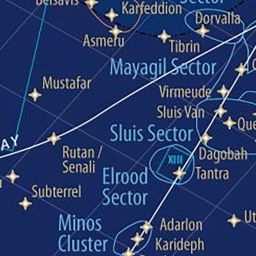 Belsavis
Karfeddion
Sector
Dorvalla
Asmeru
Tibrin
Mayagil Sector
Mustafar
Virmeude
Sluis Van
Que
Sluis Sector
AY
Rutan /
Senali
Dagobah
XIII
Elrood
Sector
Tantra
Subterrel
Minos
Cluster
Adarlon
Karideph
Ut